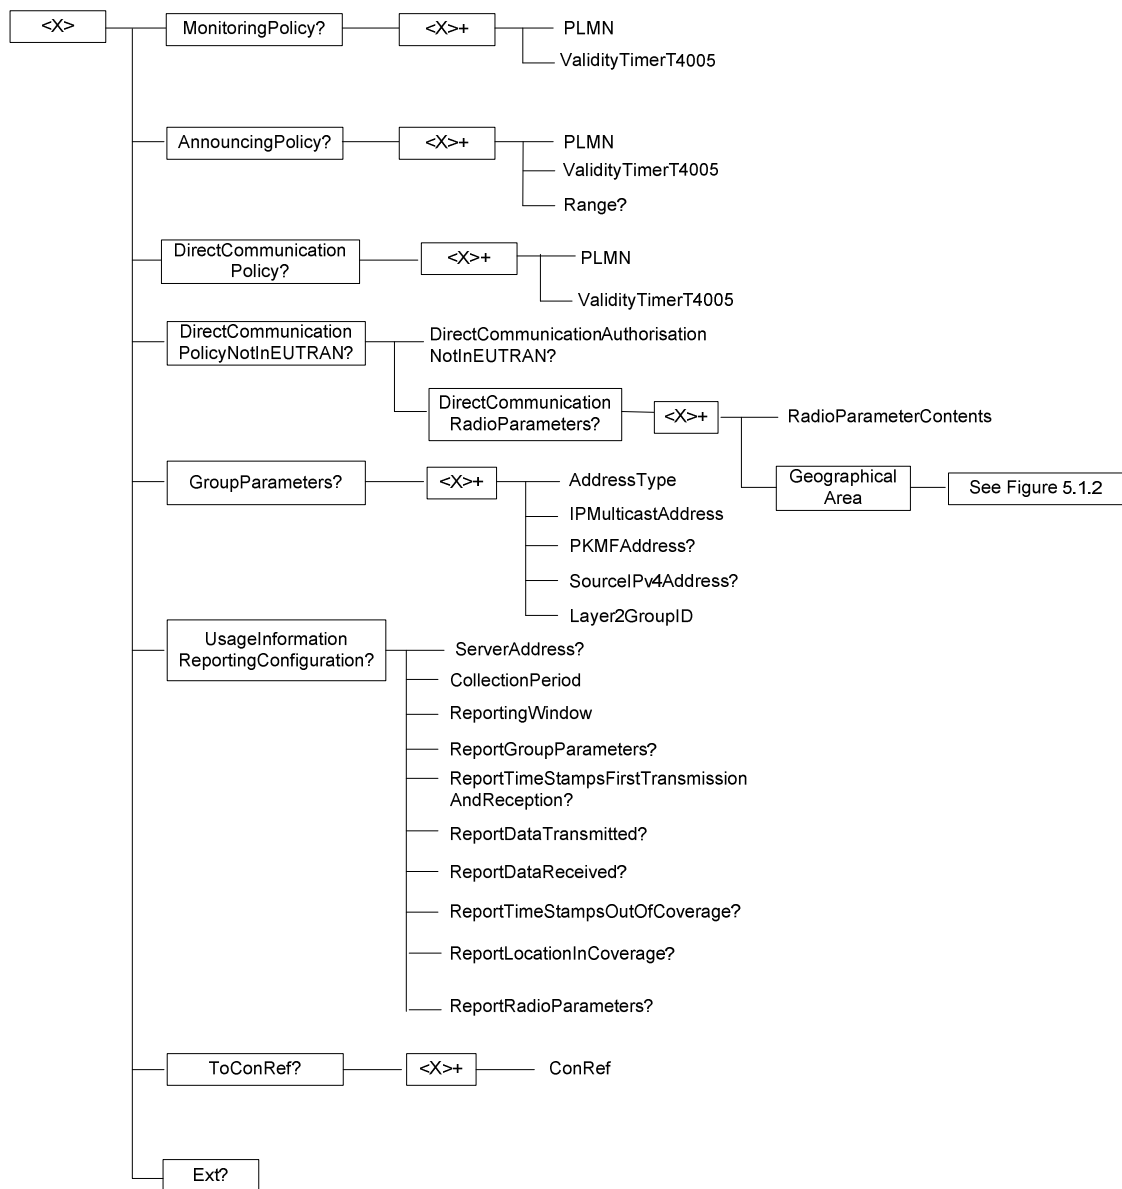 <X>
MonitoringPolicy?
<X>+
PLMN
ValidityTimerT4005
AnnouncingPolicy?
<X>+
PLMN
ValidityTimerT4005
Range?
DirectCommunication
Policy?
<X>+
PLMN
ValidityTimerT4005
DirectCommunication
PolicyNotInEUTRAN?
DirectCommunicationAuthorisation
NotInEUTRAN?
DirectCommunication
RadioParameters?
<X>+
RadioParameterContents
Geographical
Area
See Figure 5.1.2
GroupParameters?
<X>+
AddressType
IPMulticastAddress
PKMFAddress?
SourceIPv4Address?
Layer2GroupID
UsageInformation
ReportingConfiguration?
ServerAddress?
CollectionPeriod
ReportingWindow
ReportGroupParameters?
ReportTimeStampsFirstTransmission
AndReception?
ReportDataTransmitted?
ReportDataReceived?
ReportTimeStampsOutOfCoverage?
ReportLocationInCoverage?
ReportRadioParameters?
ToConRef?
<X>+
ConRef
Ext?